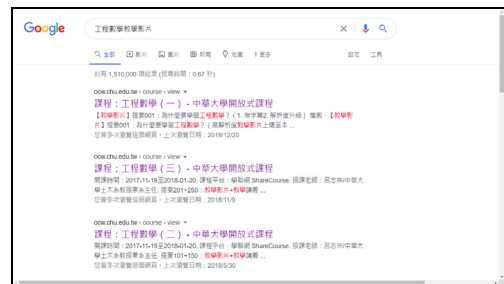 Google
工程數學教學影片
全部 影片 圖片 新聞 地圖 更多 設定 工具
約有 1,510,000 項結果 (搜尋時間：0.67 秒)
ocw.chu.edu.tw › course › view
課程：工程數學（一）- 中華大學開放式課程
【教學影片】提要001：為什麼要學習工程數學？（1. 無字幕2. 解析度升級） 檔案 · 【教學影
片】提要001：為什麼要學習工程數學？（高解析度教學影片上傳至本 ...
您曾多次瀏覽這個網頁。上次瀏覽日期：2019/12/20
ocw.chu.edu.tw › course › view
課程：工程數學（三）- 中華大學開放式課程
開課時間：2017-11-19至2018-01-20. 課程平台：學聯網 ShareCourse. 授課老師：呂志宗/中華大
學土木系教授兼系主任. 提要201~250：教學影片+教學講義 ...
您曾多次瀏覽這個網頁。上次瀏覽日期：2018/11/9
ocw.chu.edu.tw › course › view
課程：工程數學（二）- 中華大學開放式課程
開課時間：2017-11-19至2018-01-20. 課程平台：學聯網 ShareCourse. 授課老師：呂志宗/中華大
學土木系教授兼系主任. 提要101~150：教學影片+教學講義 ...
您曾多次瀏覽這個網頁。上次瀏覽日期：2019/5/30